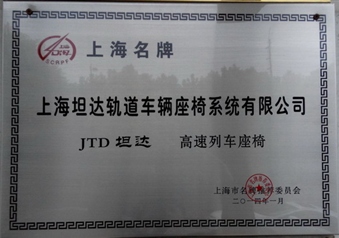 上海名牌
上海坦达轨道车辆座椅系统有限公司
JTD 坦达 高速列车座椅
上海市名牌推荐委员会
二〇一四年一月